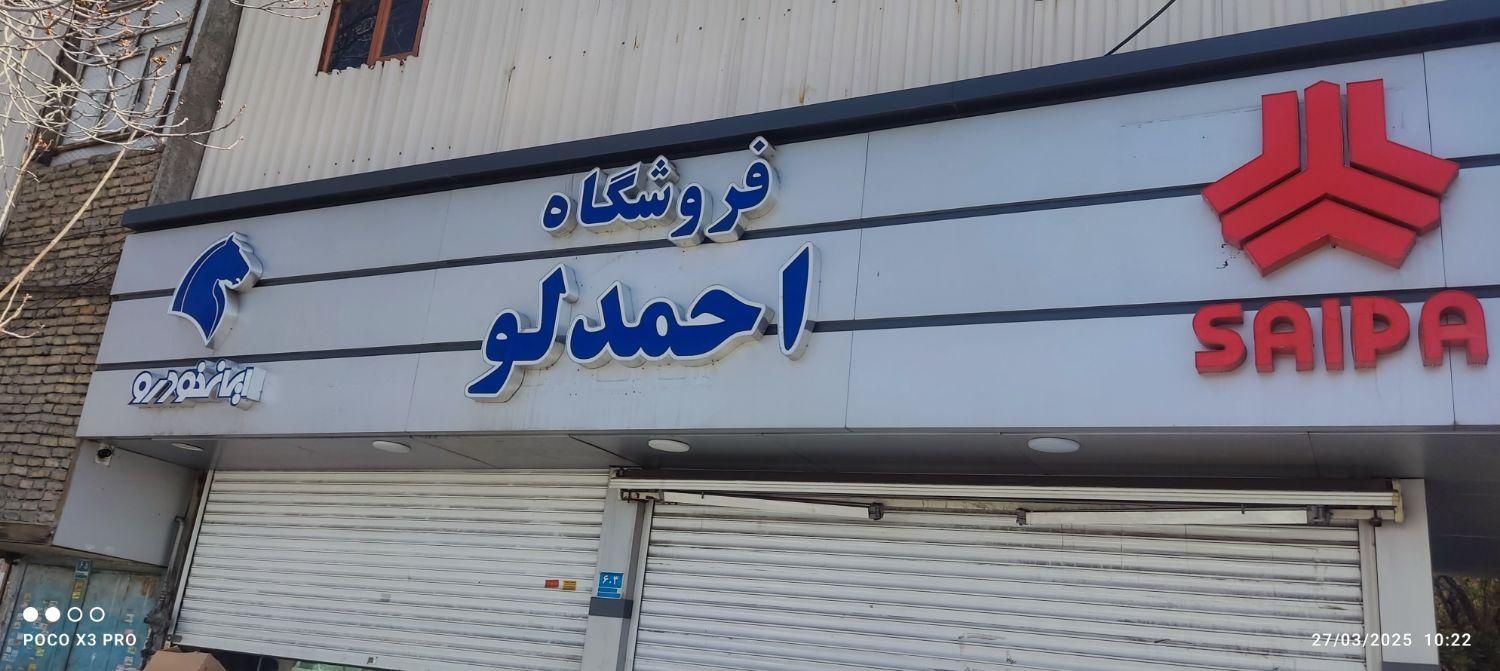 فروشگاه
احمدلو
ایران‌خودرو
SAIPA
۶۰۳
POCO X3 PRO
27/03/2025 10:22